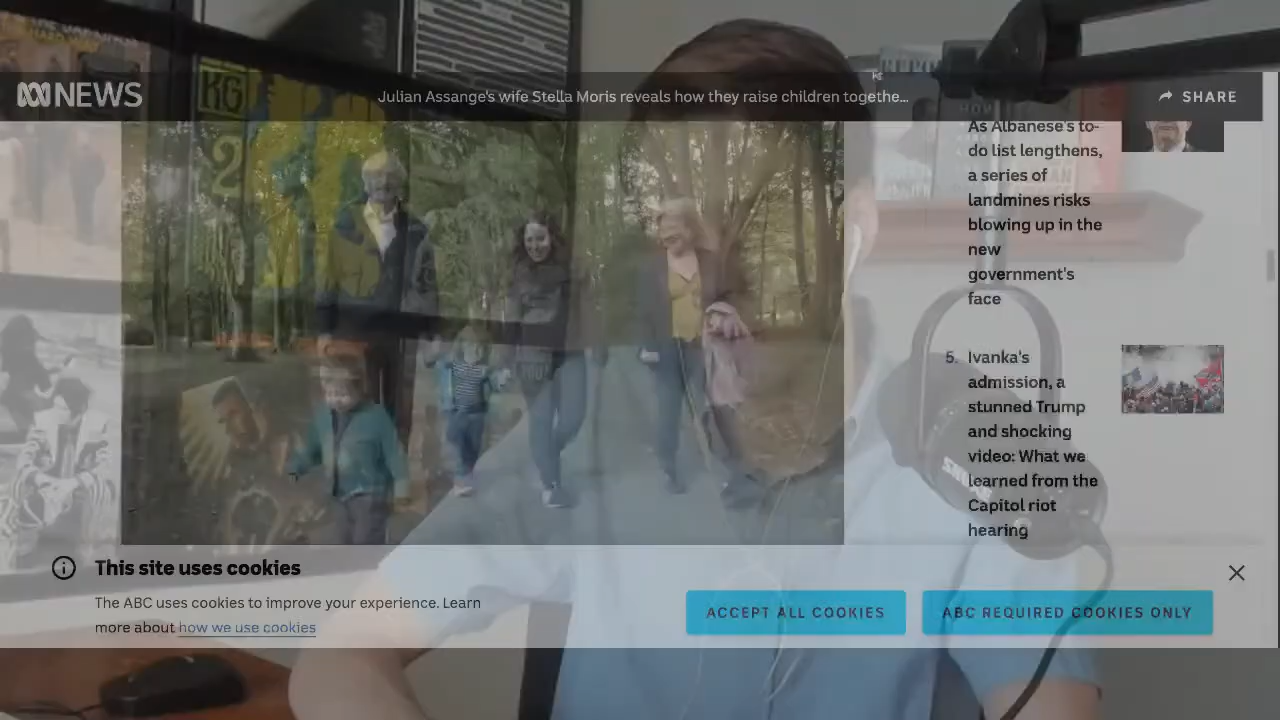 NEWS
Julian Assange's wife Stella Moris reveals how they raise children togethe...
SHARE
As Albanese's to-
do list lengthens,
a series of
landmines risks
blowing up in the
new
government's
face
5. Ivanka's
admission, a
stunned Trump
and shocking
video: What we
learned from the
Capitol riot
hearing
KG
2
This site uses cookies
The ABC uses cookies to improve your experience. Learn
more about how we use cookies
ACCEPT ALL COOKIES
ABC REQUIRED COOKIES ONLY